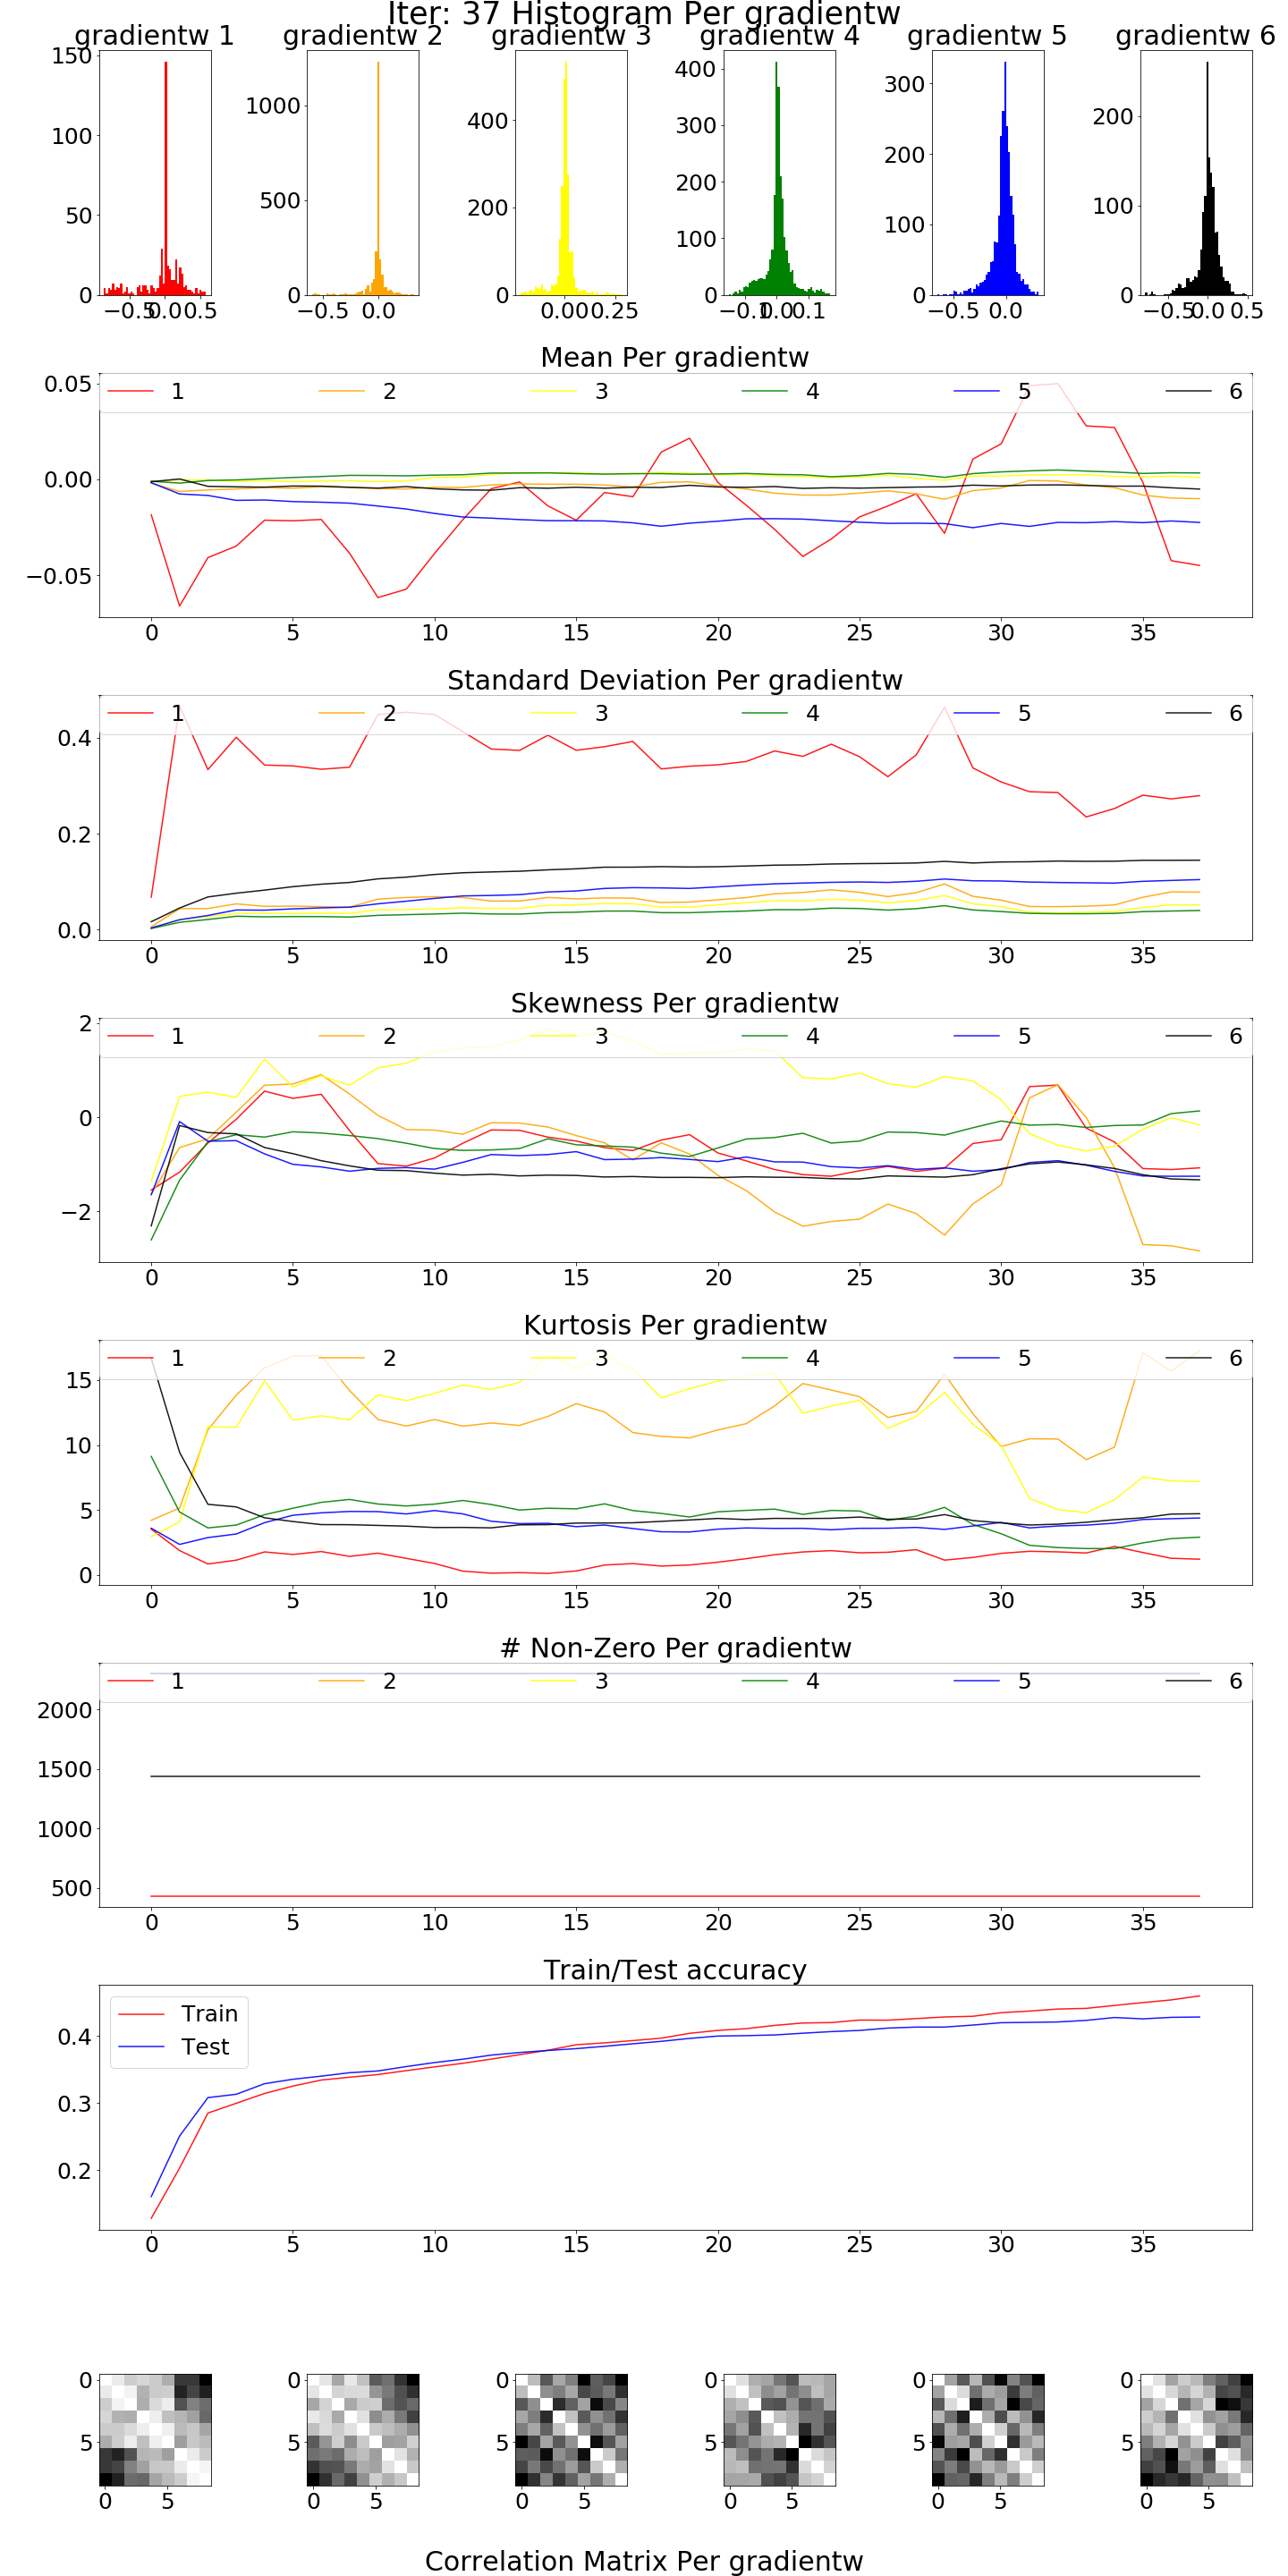 Iter: 37 Histogram Per gradientw
gradientw 1 gradientw 2 gradientw 3 gradientw 4 gradientw 5 gradientw 6
150
100
50
0
−0.5 0.0 0.5
1000
500
0
−0.5 0.0
400
200
0
0.00 0.25
400
300
200
100
0
−0.1 0.0 0.1
300
200
100
0
−0.5 0.0
200
100
0
−0.5 0.0 0.5
Mean Per gradientw
1 2 3 4 5 6
0.05
0.00
−0.05
0 5 10 15 20 25 30 35
Standard Deviation Per gradientw
1 2 3 4 5 6
0.4
0.2
0.0
0 5 10 15 20 25 30 35
Skewness Per gradientw
1 2 3 4 5 6
2
0
−2
0 5 10 15 20 25 30 35
Kurtosis Per gradientw
1 2 3 4 5 6
15
10
5
0
0 5 10 15 20 25 30 35
# Non-Zero Per gradientw
1 2 3 4 5 6
2000
1500
1000
500
0 5 10 15 20 25 30 35
Train/Test accuracy
Train
Test
0.4
0.3
0.2
0 5 10 15 20 25 30 35
0 0 0 0 0 0
5 5 5 5 5 5
0 5 0 5 0 5 0 5 0 5 0 5
Correlation Matrix Per gradientw